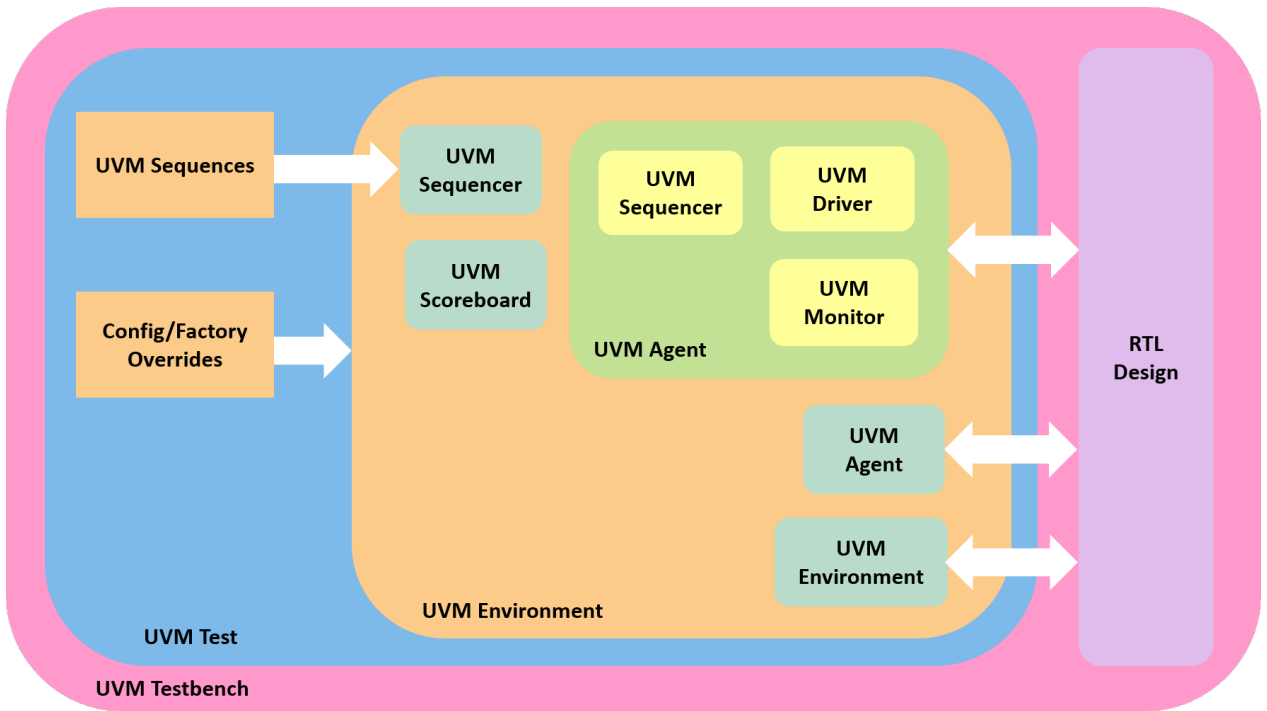 UVM Sequences
Config/Factory
Overrides
UVM
Sequencer
UVM
Scoreboard
UVM
Sequencer
UVM
Driver
UVM
Monitor
UVM Agent
UVM
Agent
UVM
Environment
UVM Environment
UVM Test
UVM Testbench
RTL
Design